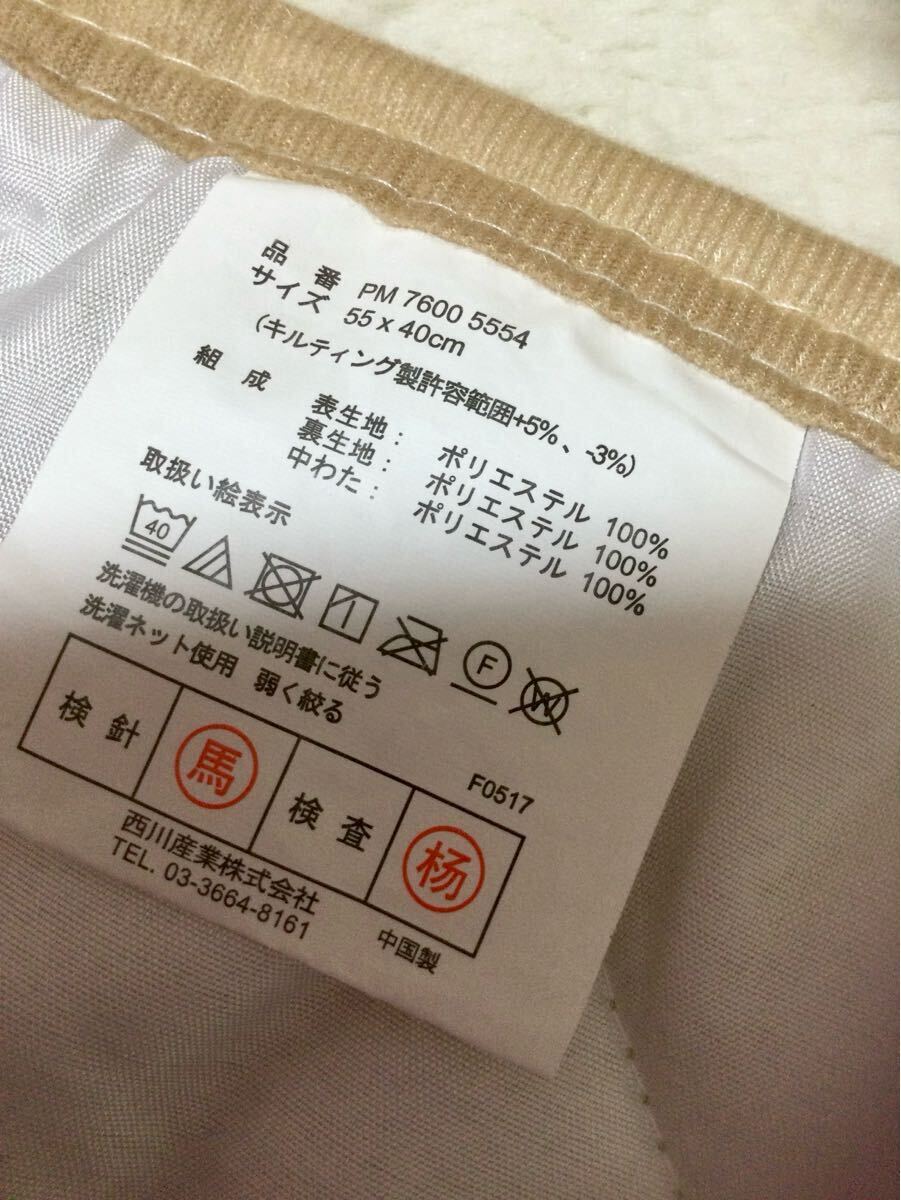 品 番 PM 7600 5554
サイズ 55 x 40cm
(キルティング製許容範囲+5%、-3%)
組 成
表生地: ポリエステル 100%
裏生地: ポリエステル 100%
中わた: ポリエステル 100%
取扱い絵表示
40 F W
洗濯機の取扱い説明書に従う
洗濯ネット使用 弱く絞る
F0517
検 針 馬 検 査 杨
西川産業株式会社
TEL. 03-3664-8161
中国製